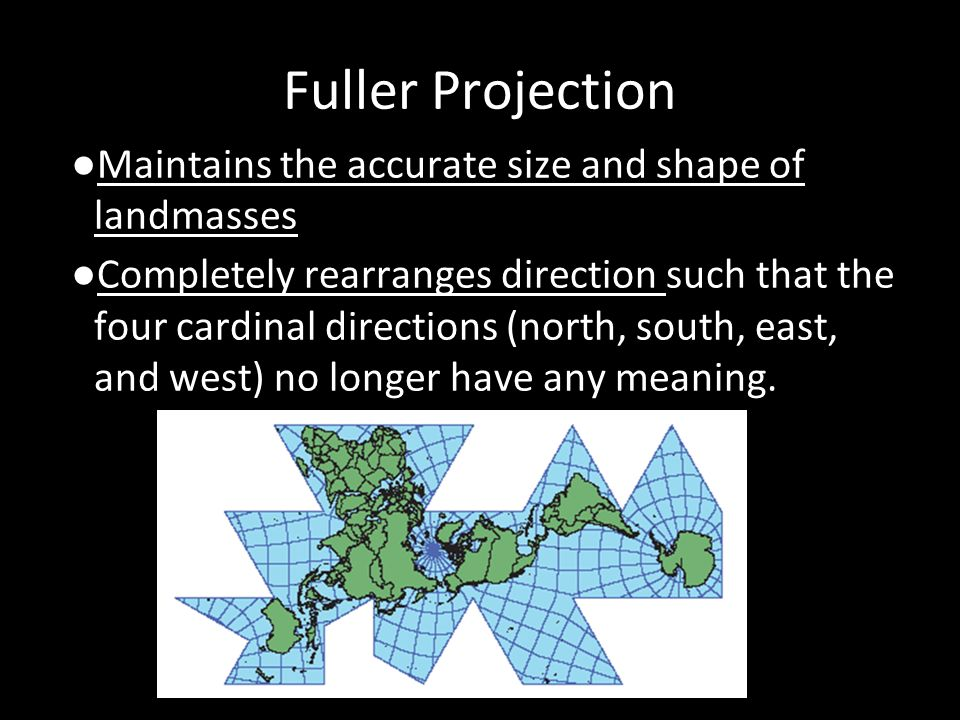 Fuller Projection
●Maintains the accurate size and shape of
landmasses
●Completely rearranges direction such that the
four cardinal directions (north, south, east,
and west) no longer have any meaning.